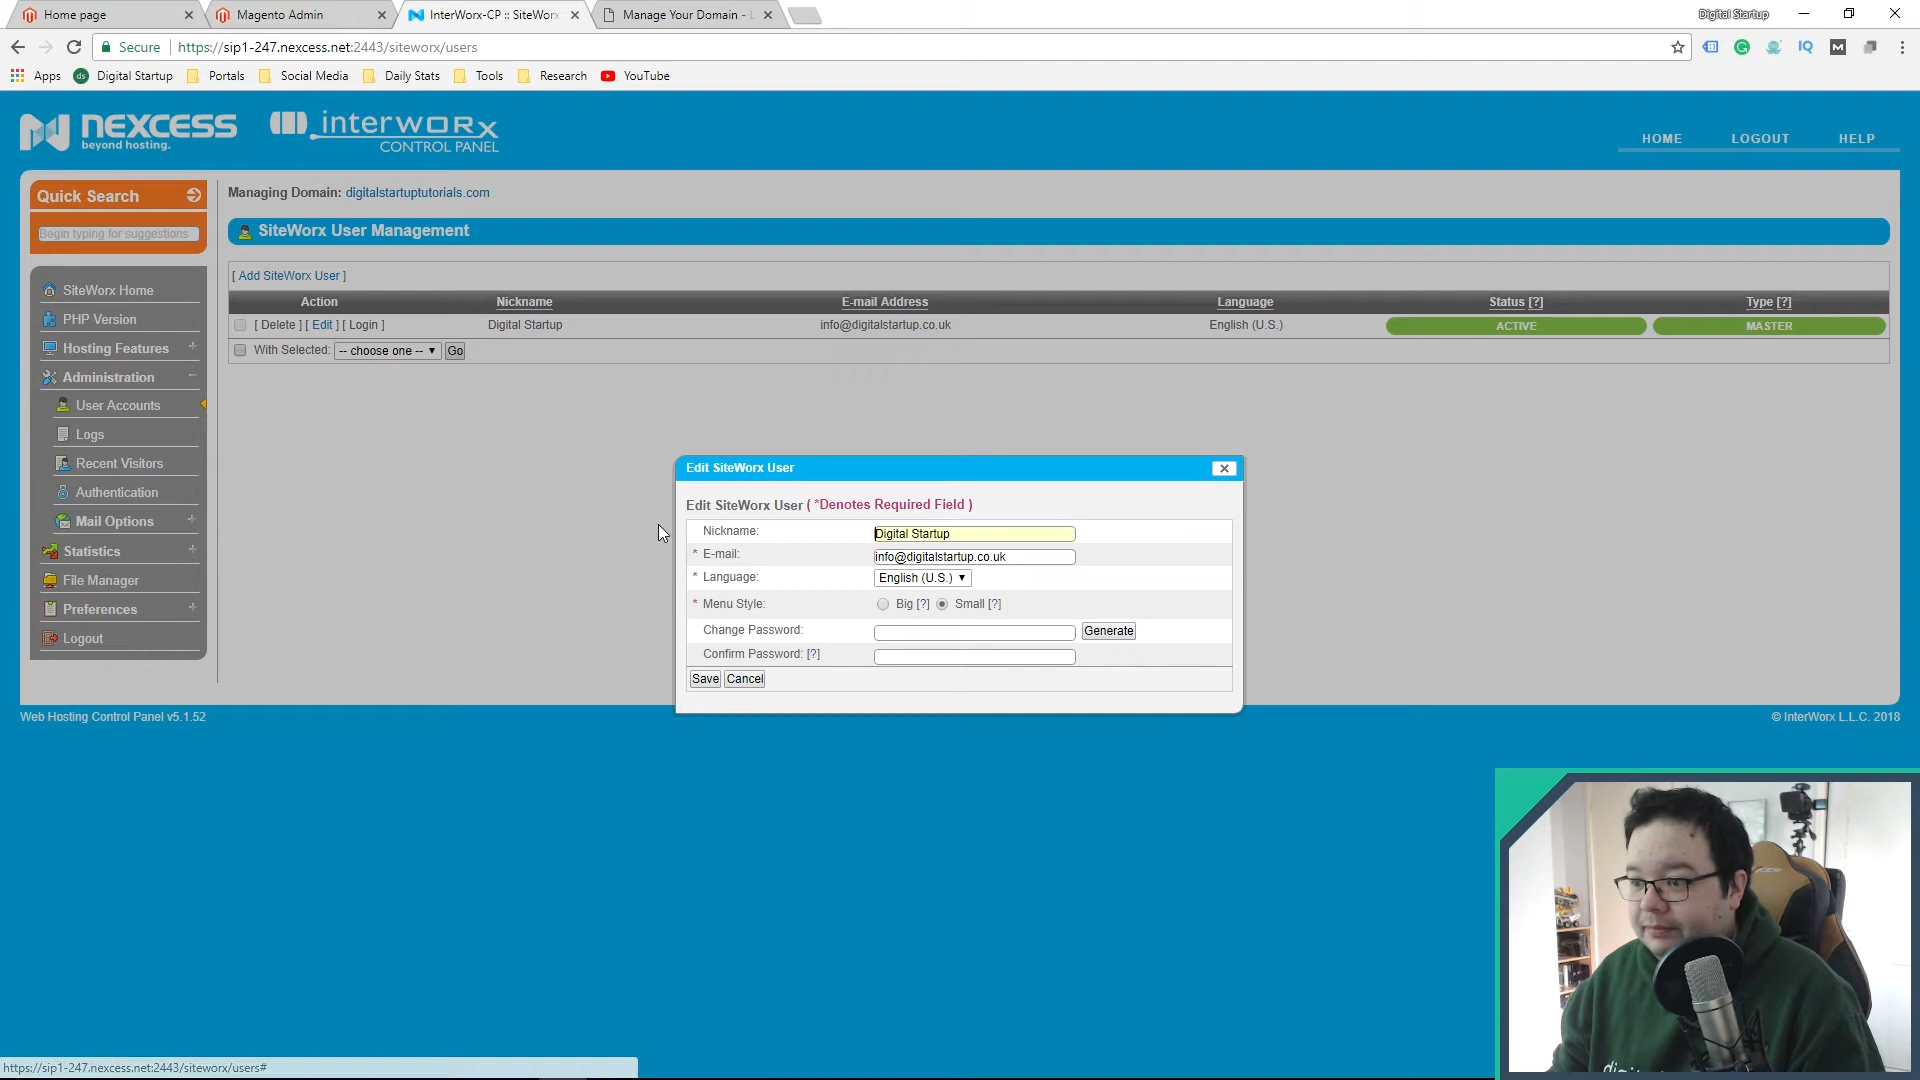 Home page
Magento Admin
InterWorx-CP :: SiteWorx
Manage Your Domain -
Digital Startup
Secure
https://sip1-247.nexcess.net:2443/siteworx/users
Apps
Digital Startup
Portals
Social Media
Daily Stats
Tools
Research
YouTube
NEXCESS
beyond hosting.
interworx
CONTROL PANEL
HOME
LOGOUT
HELP
Quick Search
Begin typing for suggestions
SiteWorx Home
PHP Version
Hosting Features
Administration
User Accounts
Logs
Recent Visitors
Authentication
Mail Options
Statistics
File Manager
Preferences
Logout
Managing Domain: digitalstartuptutorials.com
SiteWorx User Management
[ Add SiteWorx User ]
Action Nickname E-mail Address Language Status [?] Type [?]
[ Delete ] [ Edit ] [ Login ] Digital Startup info@digitalstartup.co.uk English (U.S.) ACTIVE MASTER
With Selected: -- choose one -- Go
Edit SiteWorx User
Edit SiteWorx User ( *Denotes Required Field )
Nickname: Digital Startup
* E-mail: info@digitalstartup.co.uk
* Language: English (U.S.)
* Menu Style: Big [?] Small [?]
Change Password: Generate
Confirm Password: [?]
Save Cancel
Web Hosting Control Panel v5.1.52
© InterWorx L.L.C. 2018
https://sip1-247.nexcess.net:2443/siteworx/users#